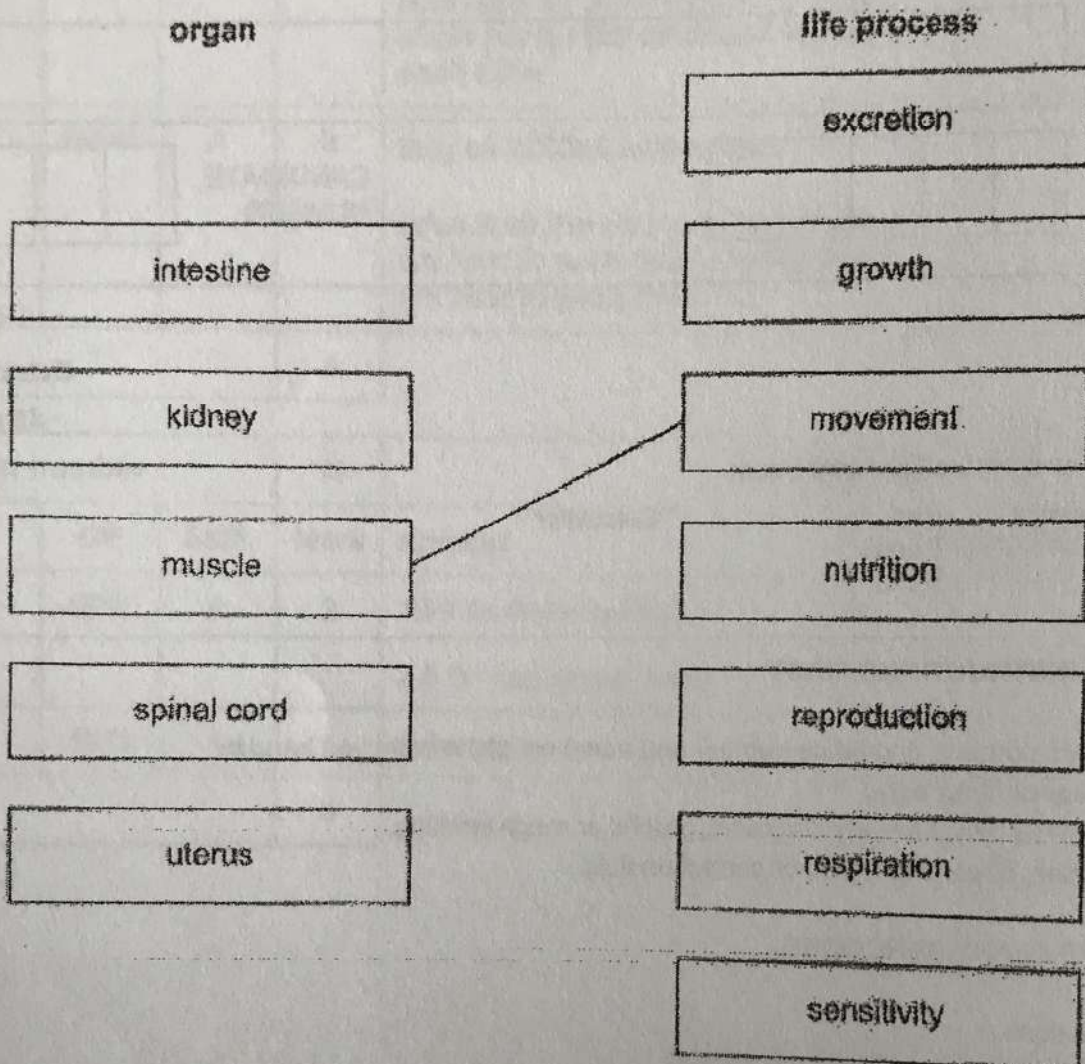 organ
life process
excretion
intestine
growth
kidney
movement
muscle
nutrition
spinal cord
reproduction
uterus
respiration
sensitivity